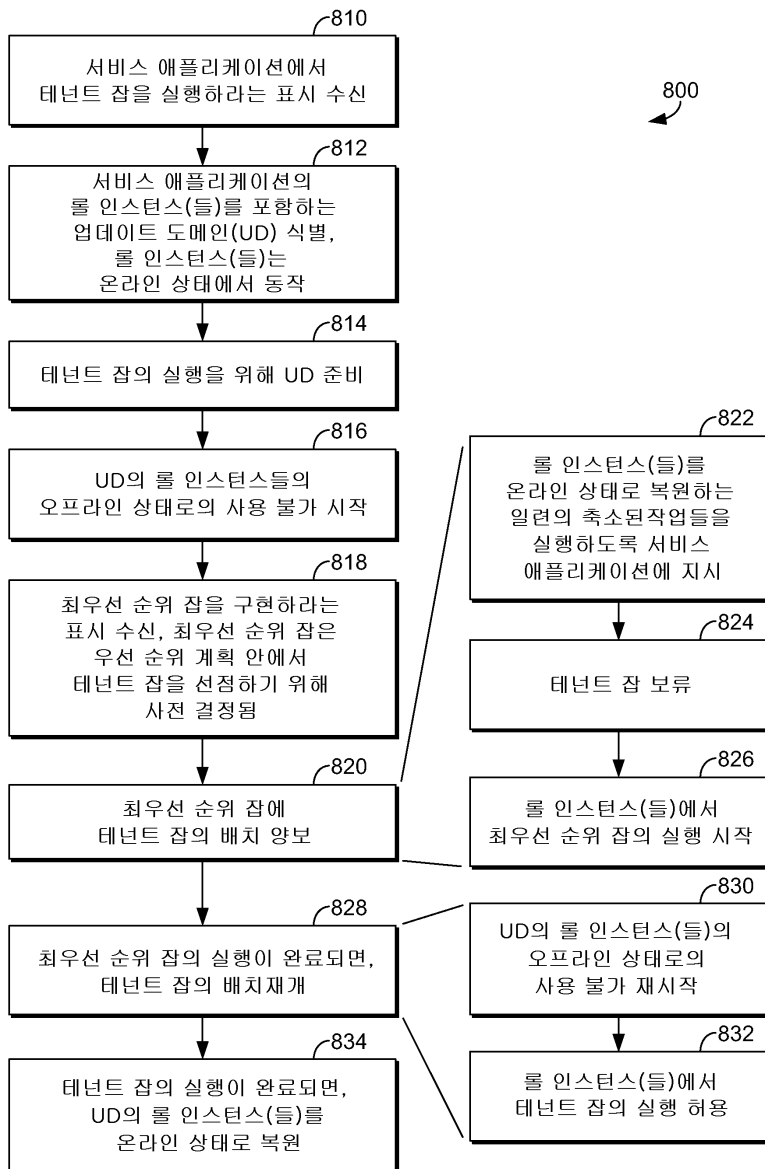 810
서비스 애플리케이션에서
테넌트 잡을 실행하라는 표시 수신
800
812
서비스 애플리케이션의
롤 인스턴스(들)를 포함하는
업데이트 도메인(UD) 식별,
롤 인스턴스(들)는
온라인 상태에서 동작
814
테넌트 잡의 실행을 위해 UD 준비
816
UD의 롤 인스턴스들의
오프라인 상태로의 사용 불가 시작
818
최우선 순위 잡을 구현하라는
표시 수신, 최우선 순위 잡은
우선 순위 계획 안에서
테넌트 잡을 선점하기 위해
사전 결정됨
820
최우선 순위 잡에
테넌트 잡의 배치 양보
822
롤 인스턴스(들)를
온라인 상태로 복원하는
일련의 축소된작업들을
실행하도록 서비스
애플리케이션에 지시
824
테넌트 잡 보류
826
롤 인스턴스(들)에서
최우선 순위 잡의 실행 시작
828
최우선 순위 잡의 실행이 완료되면,
테넌트 잡의 배치재개
830
UD의 롤 인스턴스(들)의
오프라인 상태로의
사용 불가 재시작
832
롤 인스턴스(들)에서
테넌트 잡의 실행 허용
834
테넌트 잡의 실행이 완료되면,
UD의 롤 인스턴스(들)를
온라인 상태로 복원